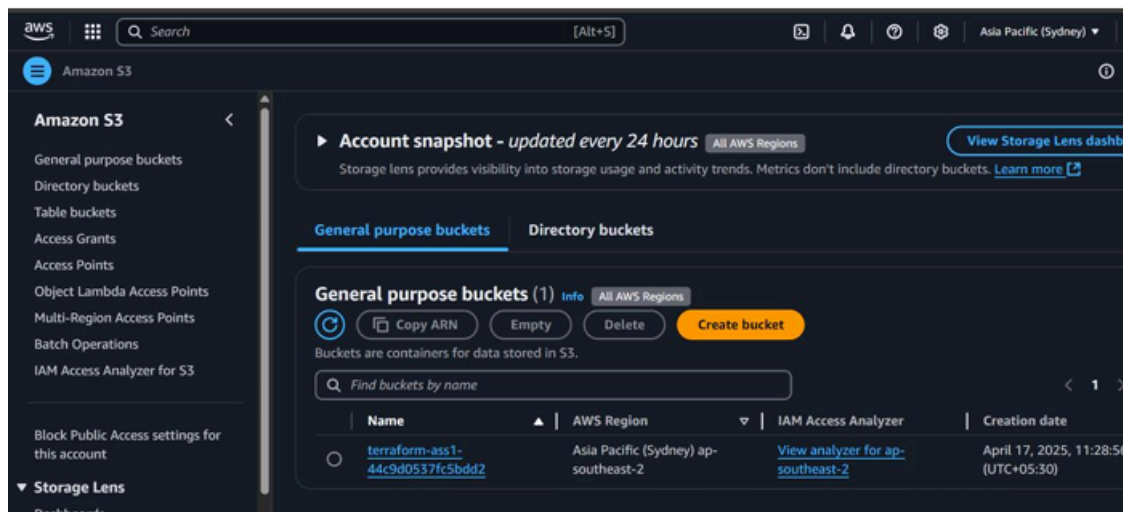 aws
Search [Alt+S] Asia Pacific (Sydney)
Amazon S3
Amazon S3
General purpose buckets
Directory buckets
Table buckets
Access Grants
Access Points
Object Lambda Access Points
Multi-Region Access Points
Batch Operations
IAM Access Analyzer for S3
Block Public Access settings for
this account
Storage Lens
Dashboards
Account snapshot - updated every 24 hours All AWS Regions
View Storage Lens dashb
Storage lens provides visibility into storage usage and activity trends. Metrics don't include directory buckets. Learn more
General purpose buckets Directory buckets
General purpose buckets (1) Info All AWS Regions
Copy ARN Empty Delete Create bucket
Buckets are containers for data stored in S3.
Find buckets by name
1
Name AWS Region IAM Access Analyzer Creation date
terraform-ass1-
44c9d0537fc5bdd2
Asia Pacific (Sydney) ap-
southeast-2
View analyzer for ap-
southeast-2
April 17, 2025, 11:28:56
(UTC+05:30)